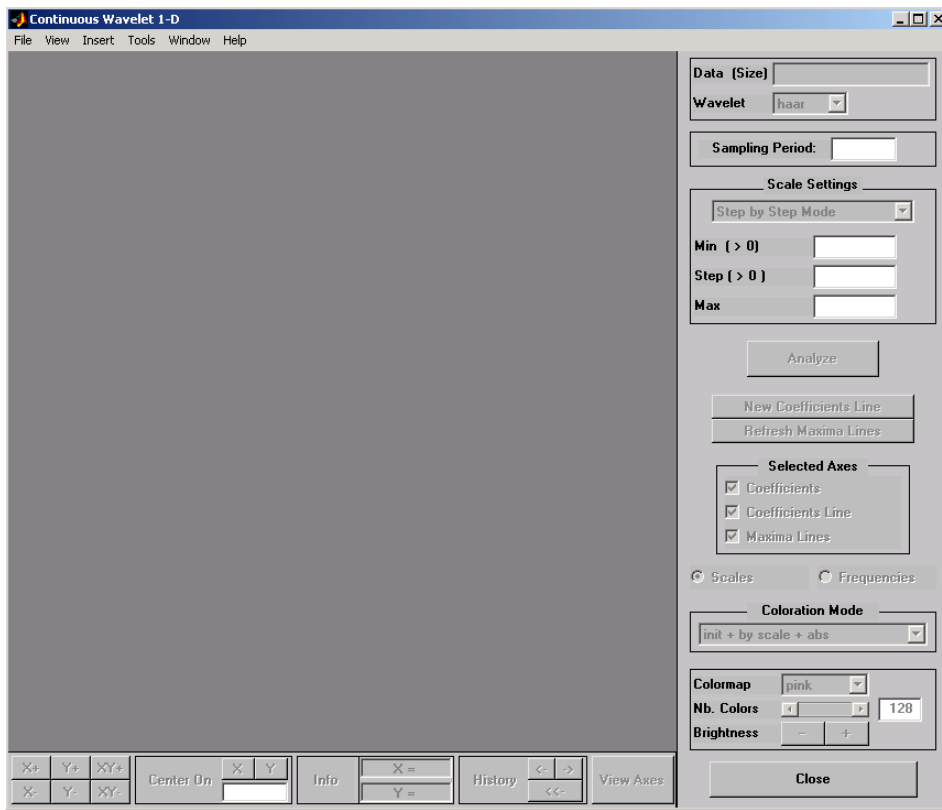 Continuous Wavelet 1-D
File View Insert Tools Window Help
Data (Size)
Wavelet haar
Sampling Period:
Scale Settings
Step by Step Mode
Min ( > 0)
Step ( > 0 )
Max
Analyze
New Coefficients Line
Refresh Maxima Lines
Selected Axes
Coefficients
Coefficients Line
Maxima Lines
Scales Frequencies
Coloration Mode
init + by scale + abs
Colormap pink
Nb. Colors 128
Brightness - +
X+ Y+ XY+
X- Y- XY-
Center On X Y
Info X =
Y =
History <- ->
<<-
View Axes
Close